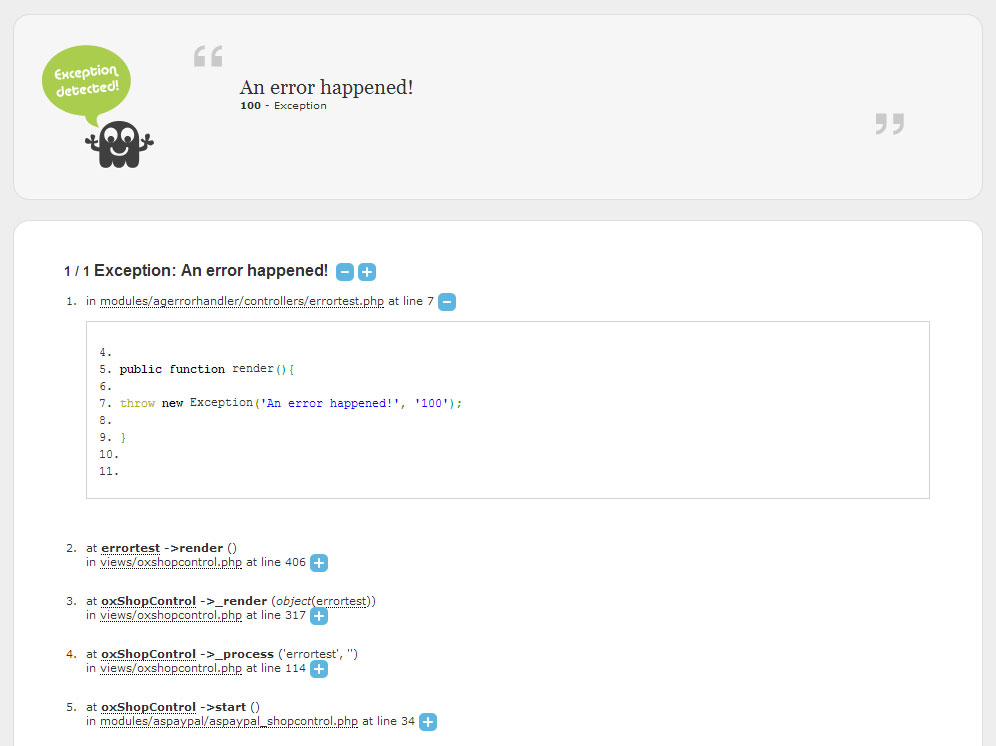 Exception
detected!
“
An error happened!
100 - Exception
”
1 / 1 Exception: An error happened!
1. in modules/agerrorhandler/controllers/errortest.php at line 7
4.
5. public function render(){
6.
7. throw new Exception('An error happened!', '100');
8.
9. }
10.
11.
2. at errortest ->render ()
in views/oxshopcontrol.php at line 406
3. at oxShopControl ->_render (object(errortest))
in views/oxshopcontrol.php at line 317
4. at oxShopControl ->_process ('errortest', '')
in views/oxshopcontrol.php at line 114
5. at oxShopControl ->start ()
in modules/aspaypal/aspaypal_shopcontrol.php at line 34